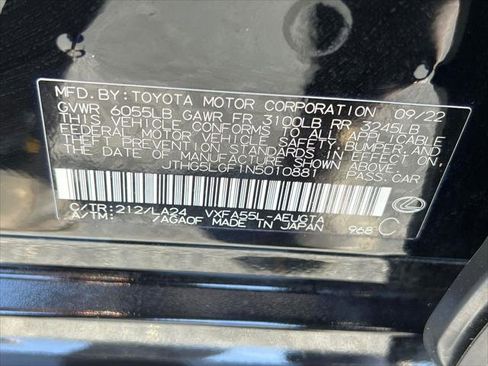 MFD.BY:TOYOTA MOTOR CORPORATION 09/22
GVWR 6055LB GAWR FR 3100LB RR 3245LB
THIS VEHICLE CONFORMS TO ALL APPLICABLE
FEDERAL MOTOR VEHICLE SAFETY, BUMPER, AND
THEFT PREVENTION STANDARDS IN EFFECT ON
THE DATE OF MANUFACTURE SHOWN ABOVE.
JTHG5LGF1N5010881 PASS.CAR
C/TR:212/LA24 VXFA55L-AEUGTA
A/TM: /AGA0F MADE IN JAPAN 968 C